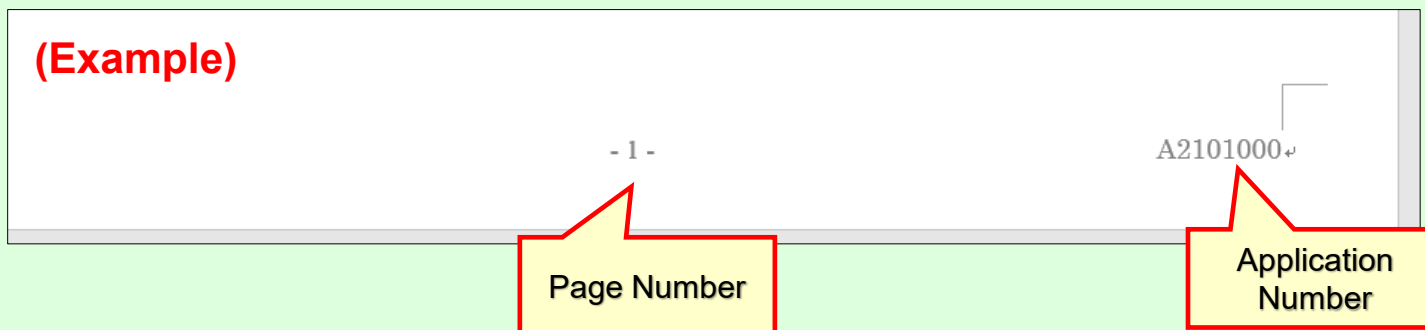 (Example)
- 1 -
A2101000↵
Page Number
Application
Number